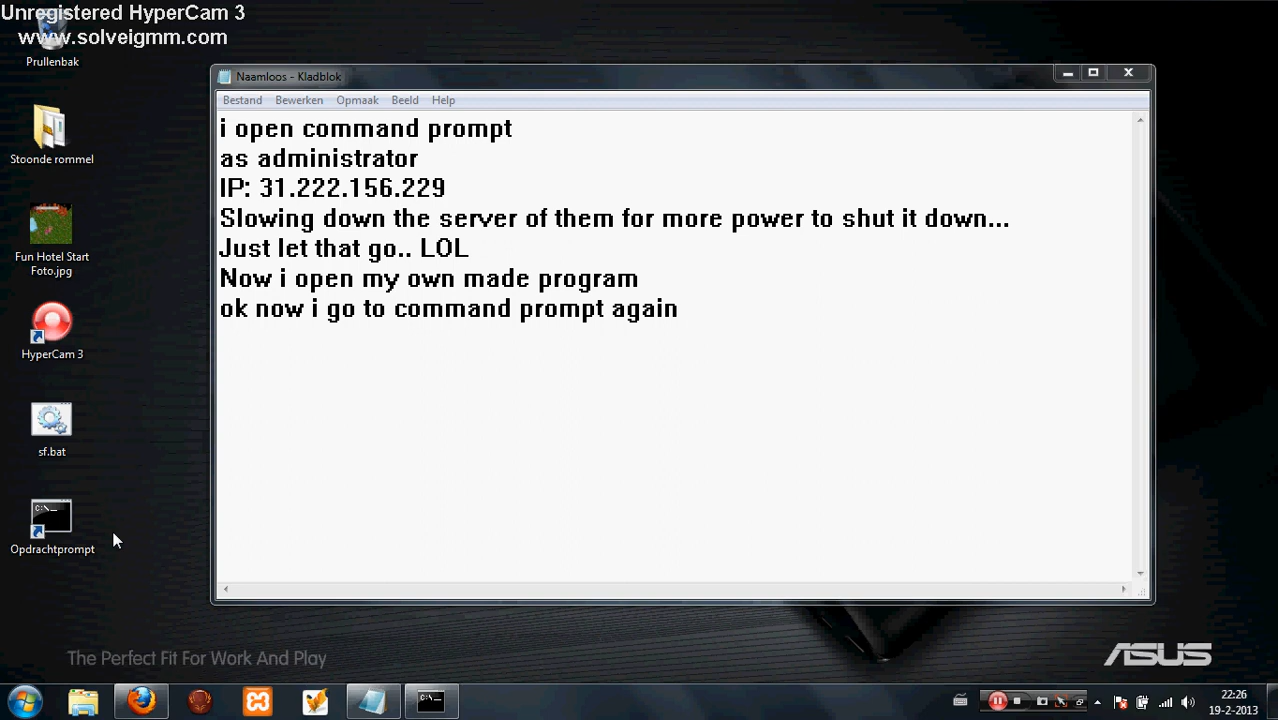 Unregistered HyperCam 3
www.solveigmm.com
Prullenbak
Stoonde rommel
Fun Hotel Start
Foto.jpg
HyperCam 3
sf.bat
C:\_
Opdrachtprompt
Naamloos - Kladblok
Bestand Bewerken Opmaak Beeld Help
i open command prompt
as administrator
IP: 31.222.156.229
Slowing down the server of them for more power to shut it down...
Just let that go.. LOL
Now i open my own made program
ok now i go to command prompt again
The Perfect Fit For Work And Play
ASUS
22:26
19-2-2013